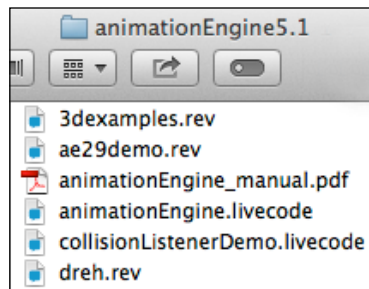 animationEngine5.1
3dexamples.rev
ae29demo.rev
animationEngine_manual.pdf
animationEngine.livecode
collisionListenerDemo.livecode
dreh.rev